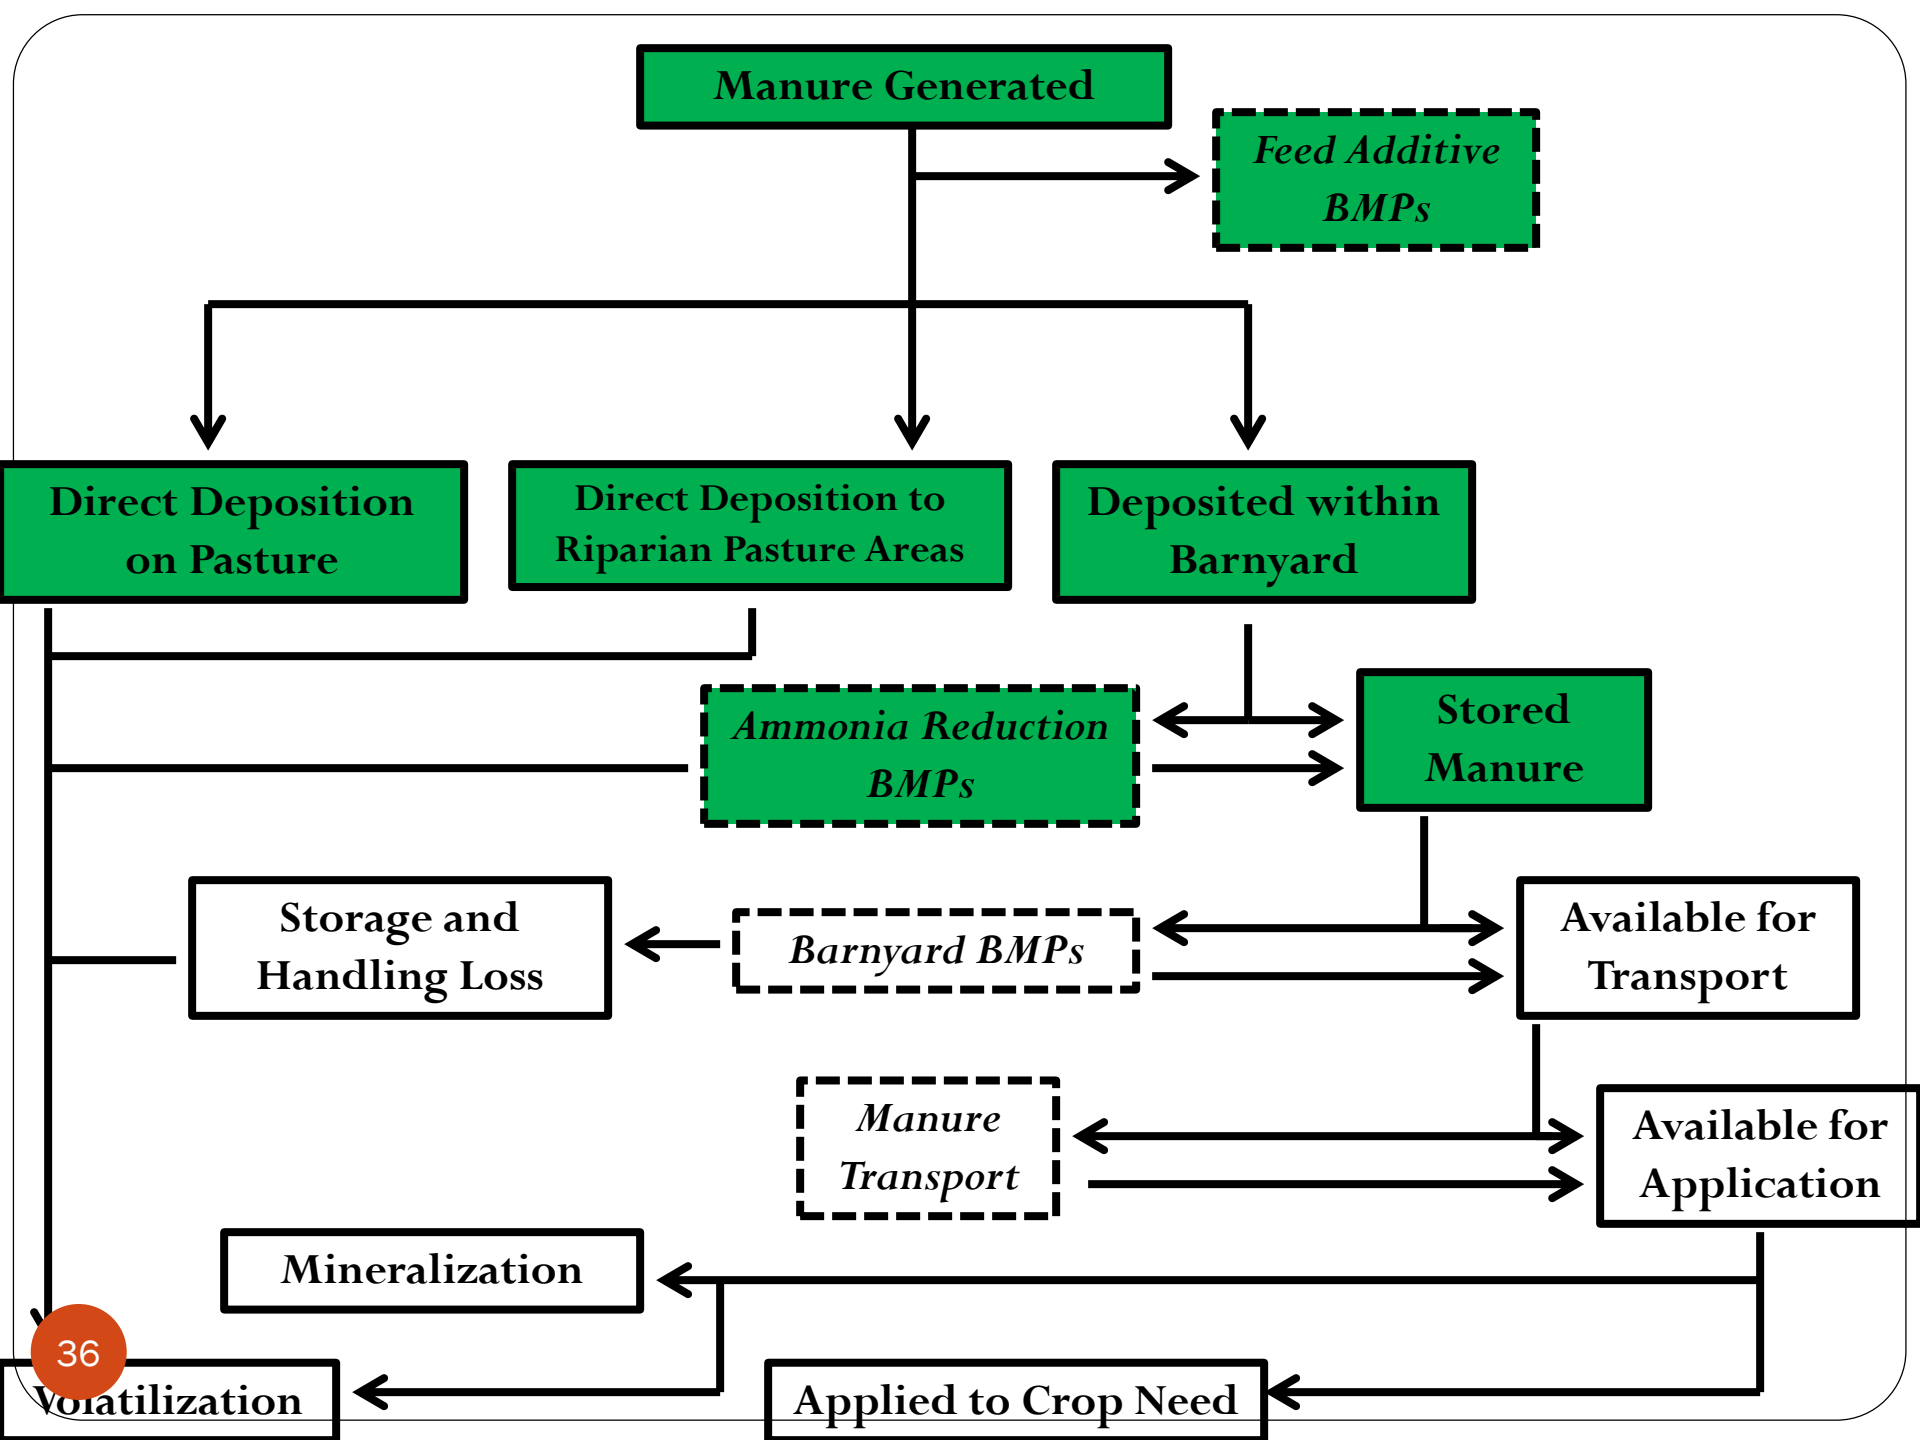 Manure Generated
Feed Additive
BMPs
Direct Deposition
on Pasture
Direct Deposition to
Riparian Pasture Areas
Deposited within
Barnyard
Ammonia Reduction
BMPs
Stored
Manure
Storage and
Handling Loss
Barnyard BMPs
Available for
Transport
Manure
Transport
Available for
Application
Mineralization
36
Volatilization
Applied to Crop Need